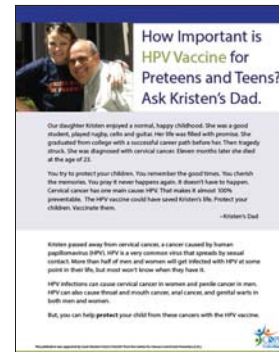 How Important is
HPV Vaccine for
Preteens and Teens?
Ask Kristen's Dad.
Our daughter Kristen enjoyed a normal, happy childhood. She was a good
student, played rugby, cello and guitar. Her life was filled with promise. She
graduated from college with a successful career path before her. Then tragedy
struck. She was diagnosed with cervical cancer. Eleven months later she died
at the age of 23.
You try to protect your children. You remember the good times. You cherish
the memories. You pray it never happens again. It doesn't have to happen.
Cervical cancer has one main cause: HPV. That makes it almost 100%
preventable. The HPV vaccine could have saved Kristen's life. Protect your
children. Vaccinate them.
–Kristen's Dad
Kristen passed away from cervical cancer, a cancer caused by human
papillomavirus (HPV). HPV is a very common virus that spreads by sexual
contact. More than half of men and women will get infected with HPV at some
point in their life, but most won't know when they have it.
HPV infections can cause cervical cancer in women and penile cancer in men.
HPV can also cause throat and mouth cancer, anal cancer, and genital warts in
both men and women.
But, you can help protect your child from these cancers with the HPV vaccine.